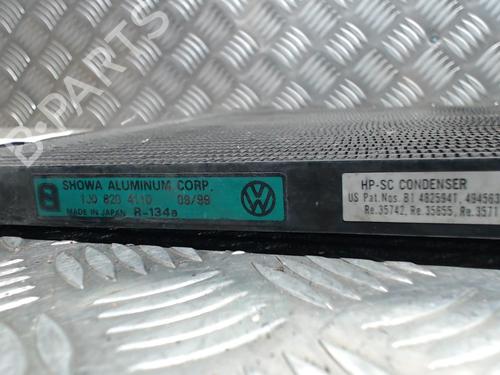 B-PARTS
SHOWA ALUMINUM CORP.
1J0 820 411D 09/99
MADE IN JAPAN R-134a
HP-SC CONDENSER
US Pat. Nos. B1 4825941, 494563
Re.35742, Re.35655, Re.3571